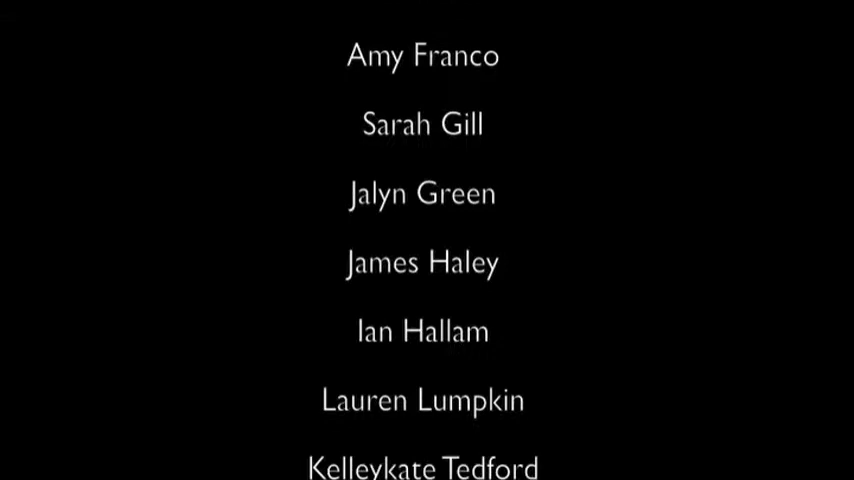 Amy Franco
Sarah Gill
Jalyn Green
James Haley
Ian Hallam
Lauren Lumpkin
Kelleykate Tedford